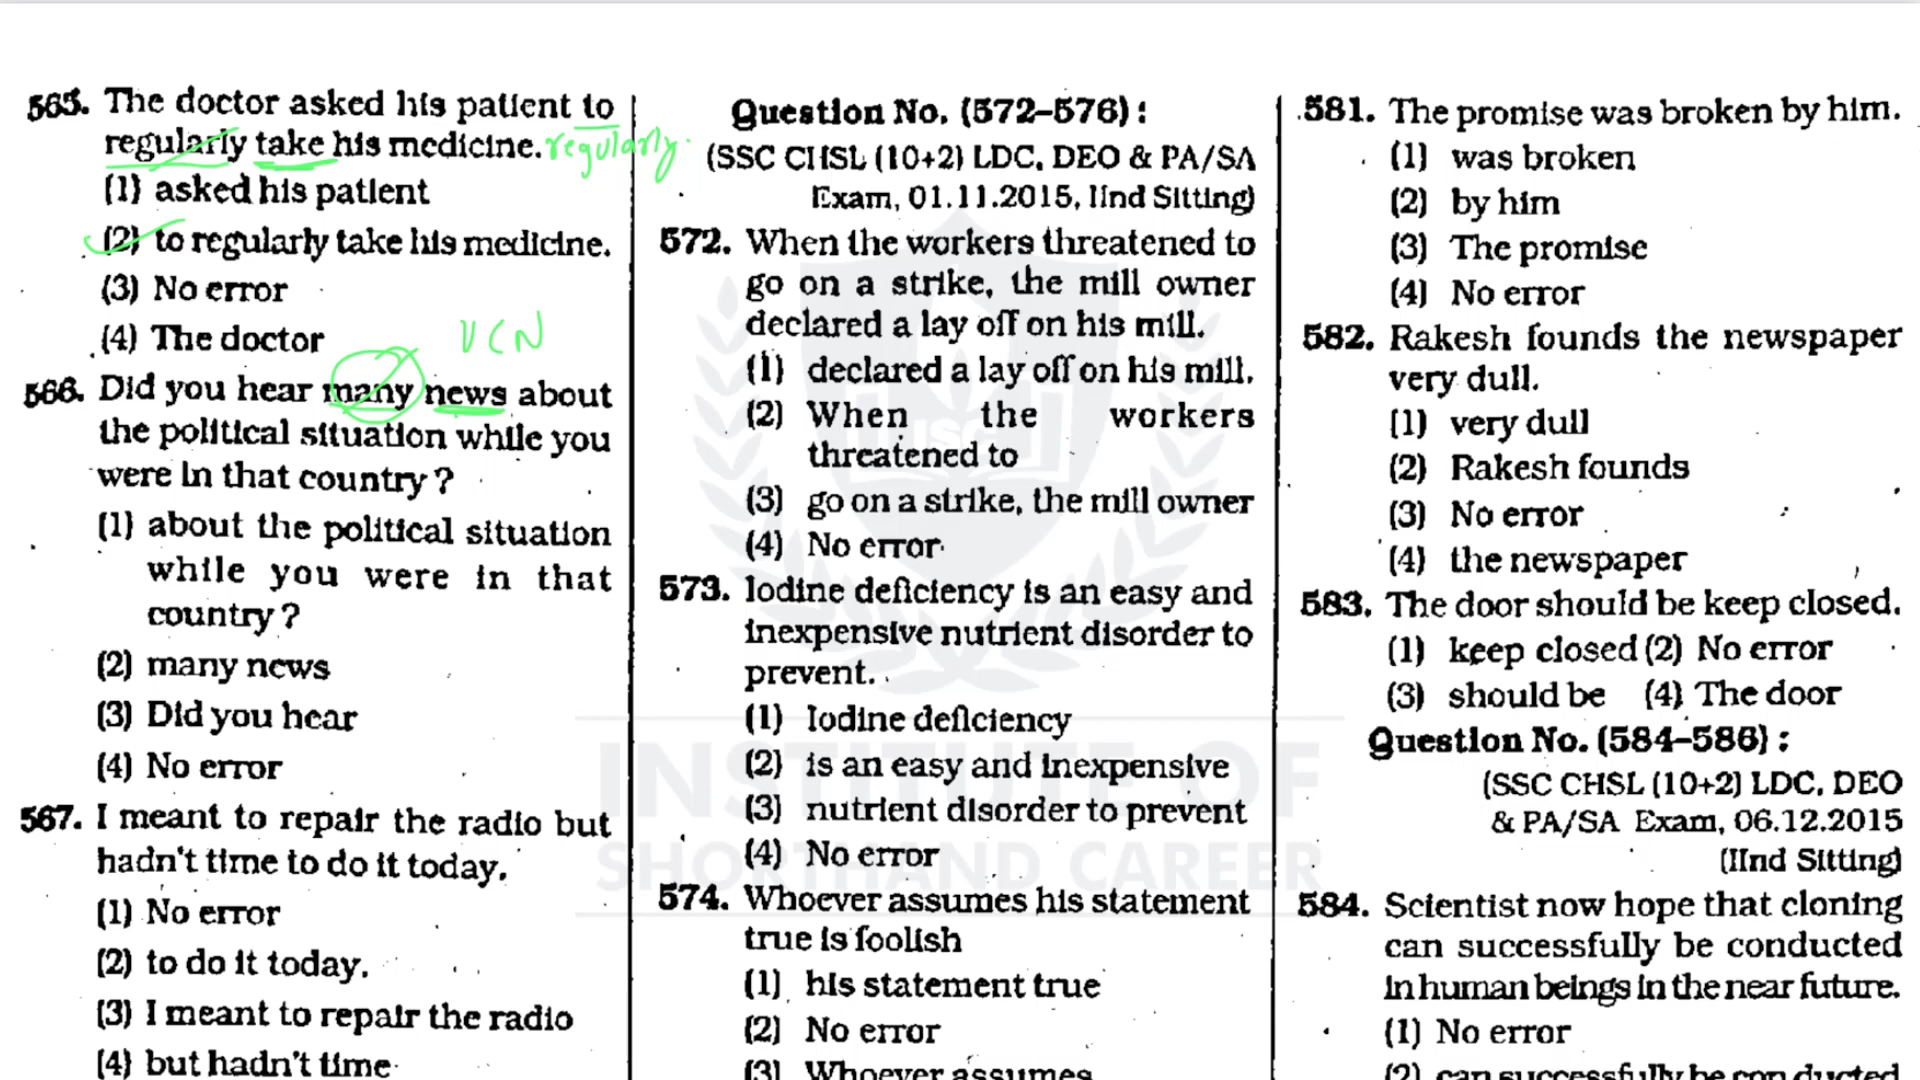 565. The doctor asked his patient to
regularly take his medicine. regularly.
(1) asked his patient
(2) to regularly take his medicine.
(3) No error
(4) The doctor
UCN
566. Did you hear many news about
the political situation while you
were in that country ?
(1) about the political situation
while you were in that
country ?
(2) many news
(3) Did you hear
(4) No error
567. I meant to repair the radio but
hadn't time to do it today.
(1) No error
(2) to do it today.
(3) I meant to repair the radio
(4) but hadn't time
Question No. (572–576) :
(SSC CHSL (10+2) LDC, DEO & PA/SA
Exam, 01.11.2015, IInd Sitting)
572. When the workers threatened to
go on a strike, the mill owner
declared a lay off on his mill.
(1) declared a lay off on his mill.
(2) When the workers
threatened to
(3) go on a strike, the mill owner
(4) No error
573. Iodine deficiency is an easy and
inexpensive nutrient disorder to
prevent.
(1) Iodine deficiency
(2) is an easy and inexpensive
(3) nutrient disorder to prevent
(4) No error
574. Whoever assumes his statement
true is foolish
(1) his statement true
(2) No error
(3) Whoever assumes
581. The promise was broken by him.
(1) was broken
(2) by him
(3) The promise
(4) No error
582. Rakesh founds the newspaper
very dull.
(1) very dull
(2) Rakesh founds
(3) No error
(4) the newspaper
583. The door should be keep closed.
(1) keep closed (2) No error
(3) should be (4) The door
Question No. (584–586) :
(SSC CHSL (10+2) LDC, DEO
& PA/SA Exam, 06.12.2015
(IInd Sitting)
584. Scientist now hope that cloning
can successfully be conducted
in human beings in the near future.
(1) No error
(2) can successfully be conducted
ISC
INSTITUTE OF
SHORTHAND CAREER